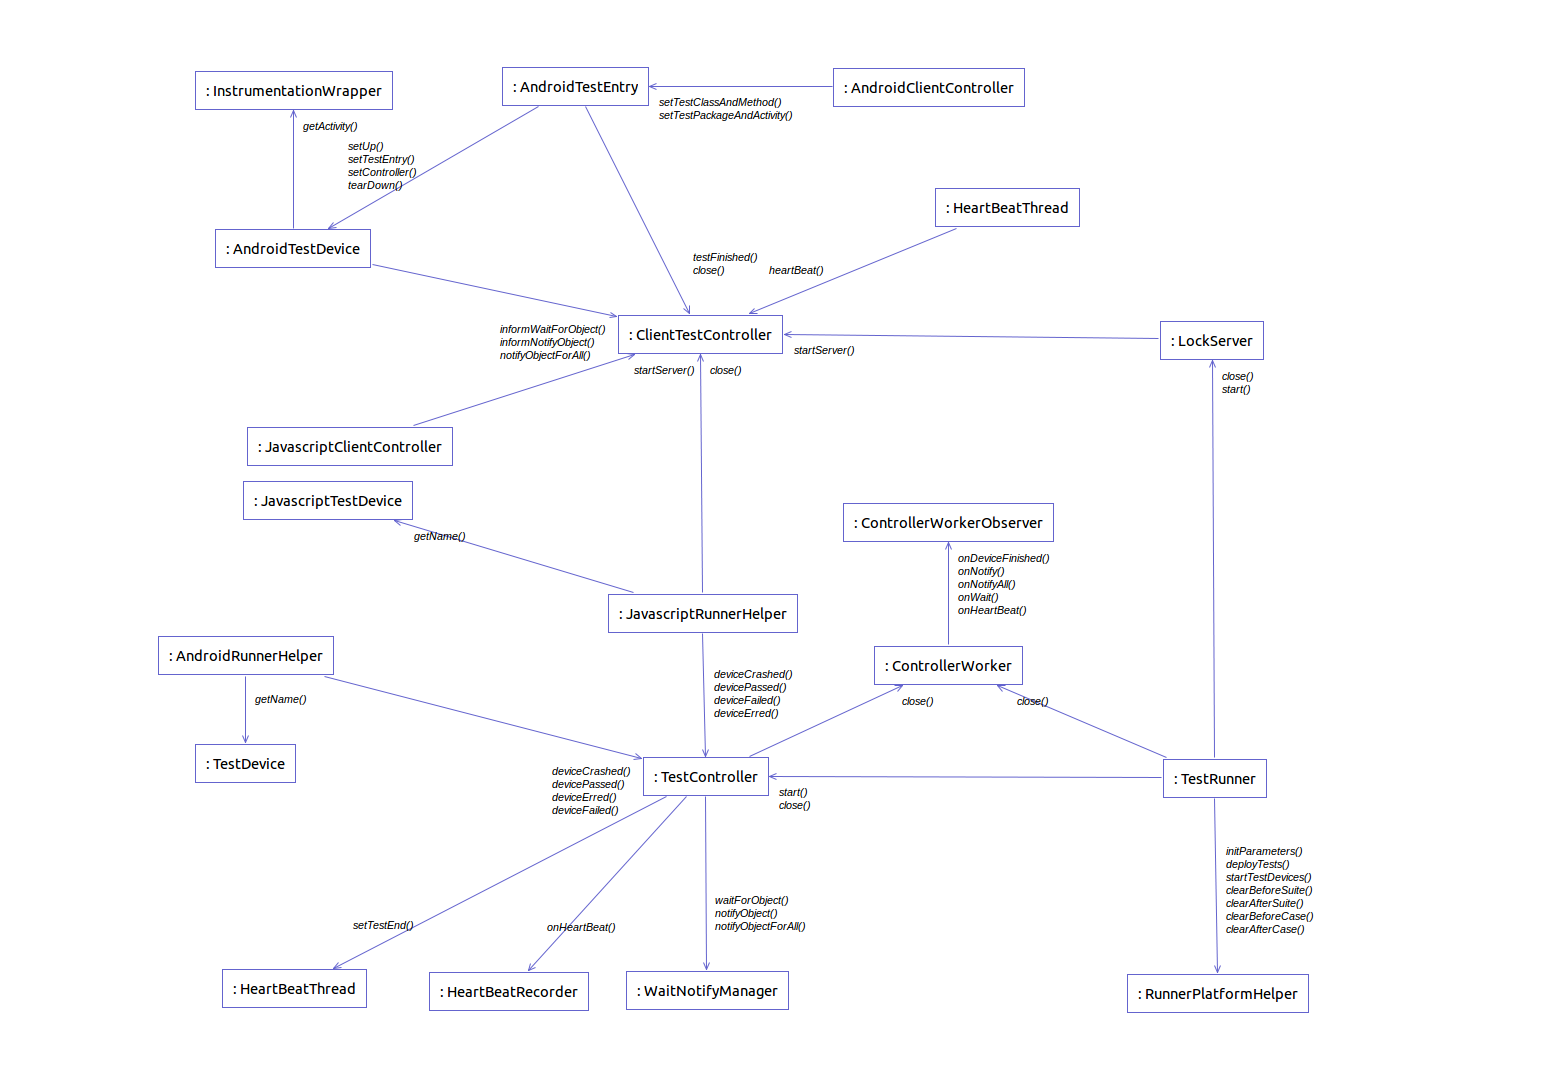 : InstrumentationWrapper
: AndroidTestEntry
: AndroidClientController
setTestClassAndMethod()
setTestPackageAndActivity()
getActivity()
setUp()
setTestEntry()
setController()
tearDown()
: HeartBeatThread
: AndroidTestDevice
testFinished()
close()
heartBeat()
informWaitForObject()
informNotifyObject()
notifyObjectForAll()
: ClientTestController
startServer()
: LockServer
startServer()
close()
close()
start()
: JavascriptClientController
: JavascriptTestDevice
getName()
: ControllerWorkerObserver
onDeviceFinished()
onNotify()
onNotifyAll()
onWait()
onHeartBeat()
: JavascriptRunnerHelper
: AndroidRunnerHelper
getName()
deviceCrashed()
devicePassed()
deviceFailed()
deviceErred()
: ControllerWorker
close()
close()
: TestDevice
deviceCrashed()
devicePassed()
deviceErred()
deviceFailed()
: TestController
start()
close()
: TestRunner
initParameters()
deployTests()
startTestDevices()
clearBeforeSuite()
clearAfterSuite()
clearBeforeCase()
clearAfterCase()
setTestEnd()
onHeartBeat()
waitForObject()
notifyObject()
notifyObjectForAll()
: HeartBeatThread
: HeartBeatRecorder
: WaitNotifyManager
: RunnerPlatformHelper